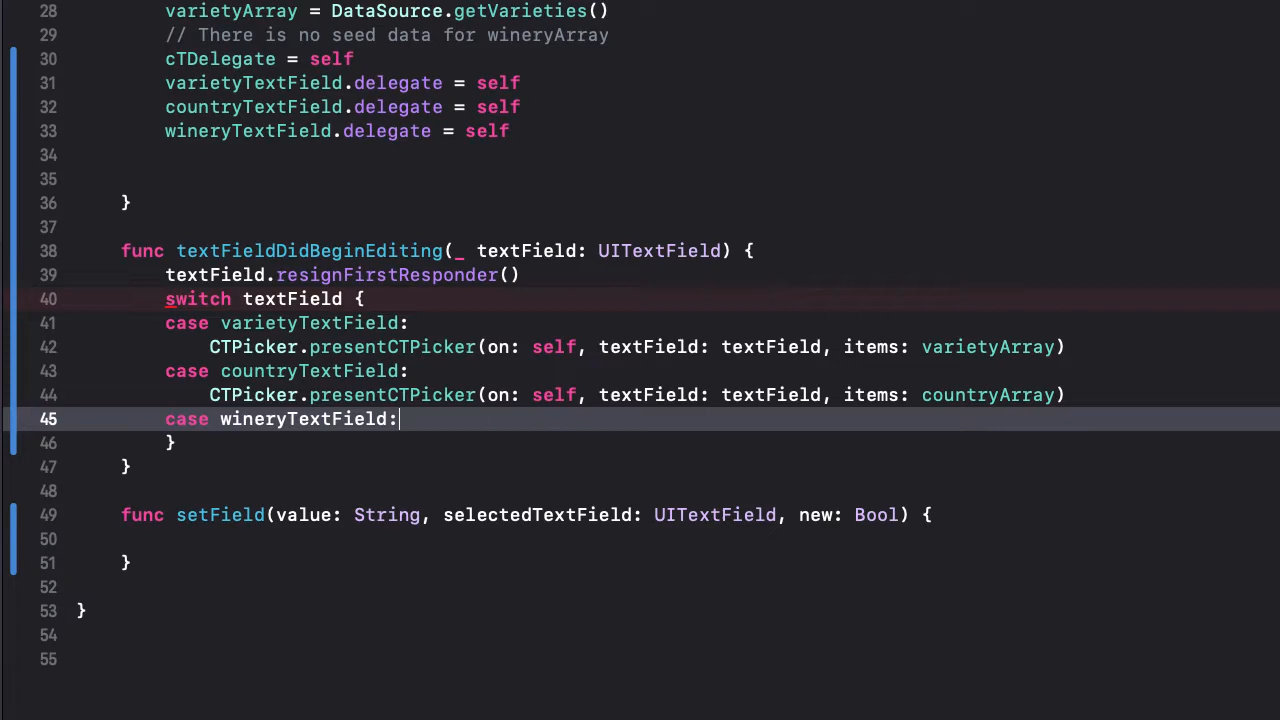 28 varietyArray = DataSource.getVarieties()
29 // There is no seed data for wineryArray
30 cTDelegate = self
31 varietyTextField.delegate = self
32 countryTextField.delegate = self
33 wineryTextField.delegate = self
34
35
36 }
37
38 func textFieldDidBeginEditing(_ textField: UITextField) {
39 textField.resignFirstResponder()
40 switch textField {
41 case varietyTextField:
42 CTPicker.presentCTPicker(on: self, textField: textField, items: varietyArray)
43 case countryTextField:
44 CTPicker.presentCTPicker(on: self, textField: textField, items: countryArray)
45 case wineryTextField:
46 }
47 }
48
49 func setField(value: String, selectedTextField: UITextField, new: Bool) {
50
51 }
52
53 }
54
55